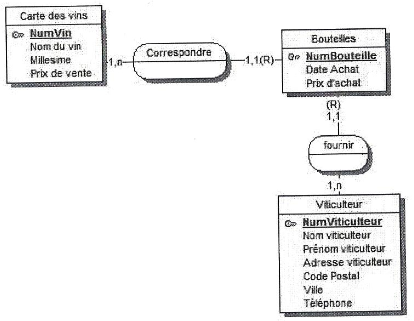 Carte des vins
NumVin
Nom du vin
Millesime
Prix de vente
1,n
Correspondre
1,1(R)
Bouteilles
NumBouteille
Date Achat
Prix d'achat
(R)
1,1
fournir
1,n
Viticulteur
NumViticulteur
Nom viticulteur
Prénom viticulteur
Adresse viticulteur
Code Postal
Ville
Téléphone